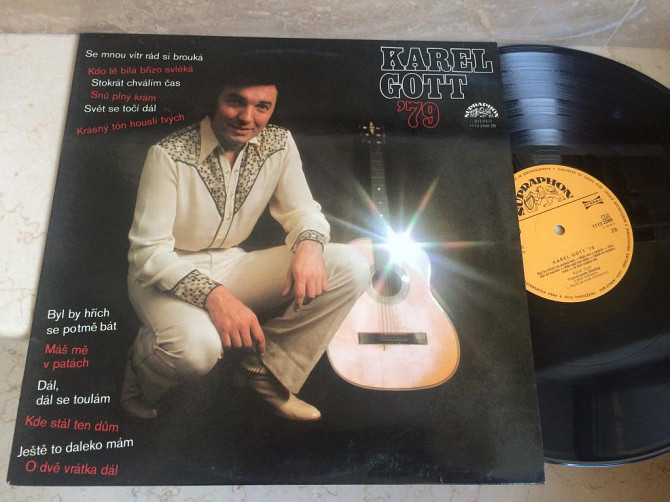 Se mnou vítr rád si brouká
Kdo tě bílá břízo svléká
Stokrát chválím čas
Snů plný krám
Svět se točí dál
Krásný tón houslí tvých
KAREL
GOTT
'79
SUPRAPHON
STEREO
Byl by hřích
se potmě bát
Máš mě
v patách
Dál,
dál se toulám
Kde stál ten dům
Ještě to daleko mám
O dvě vrátka dál
SUPRAPHON
KAREL GOTT '79